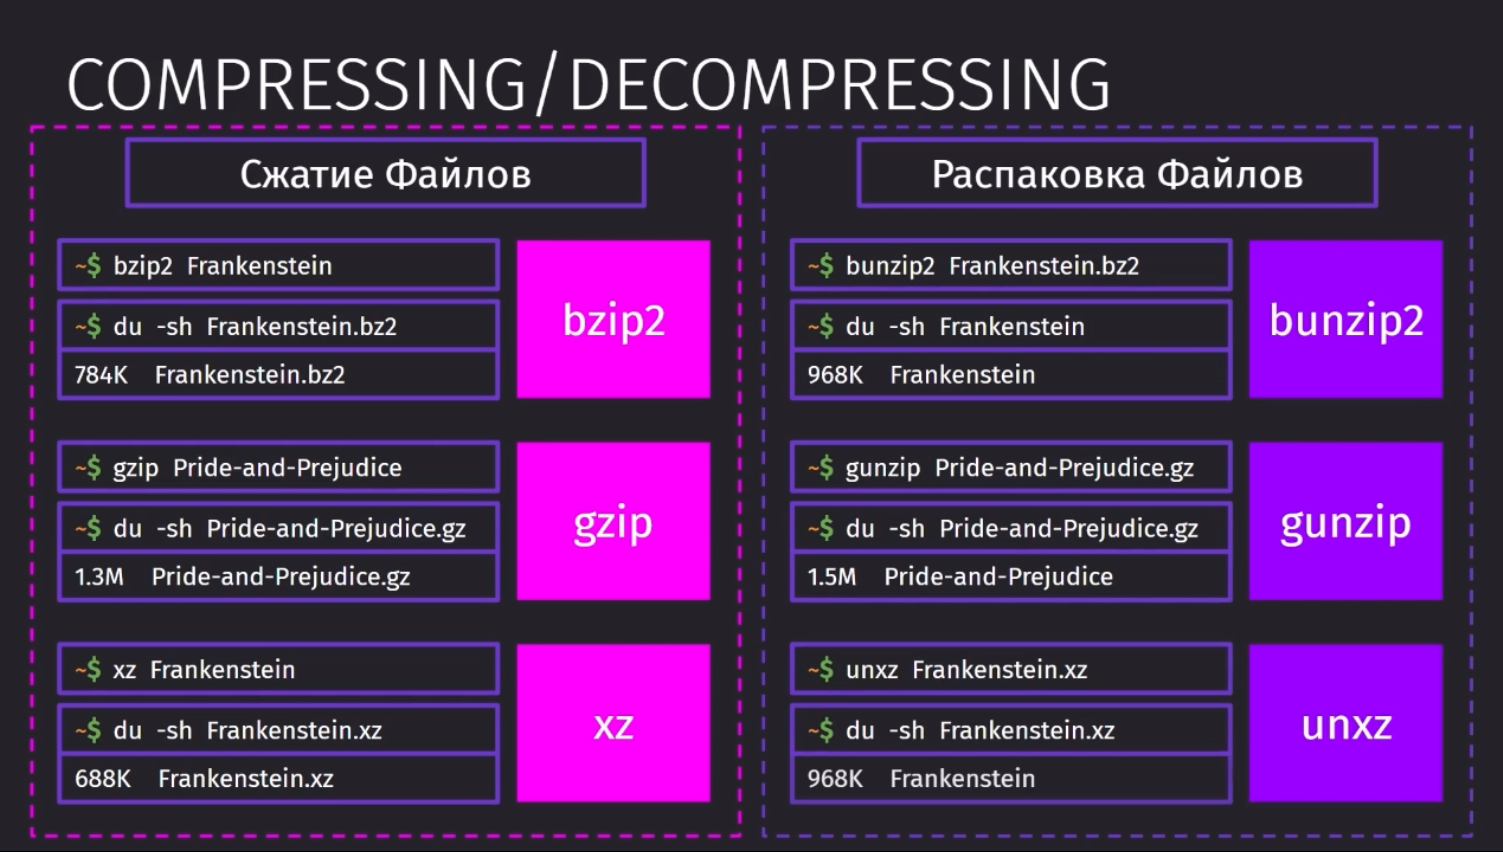 COMPRESSING/DECOMPRESSING
Сжатие Файлов
~$ bzip2 Frankenstein
~$ du -sh Frankenstein.bz2
784K Frankenstein.bz2
bzip2
~$ gzip Pride-and-Prejudice
~$ du -sh Pride-and-Prejudice.gz
1.3M Pride-and-Prejudice.gz
gzip
~$ xz Frankenstein
~$ du -sh Frankenstein.xz
688K Frankenstein.xz
xz
Распаковка Файлов
~$ bunzip2 Frankenstein.bz2
~$ du -sh Frankenstein
968K Frankenstein
bunzip2
~$ gunzip Pride-and-Prejudice.gz
~$ du -sh Pride-and-Prejudice.gz
1.5M Pride-and-Prejudice
gunzip
~$ unxz Frankenstein.xz
~$ du -sh Frankenstein.xz
968K Frankenstein
unxz